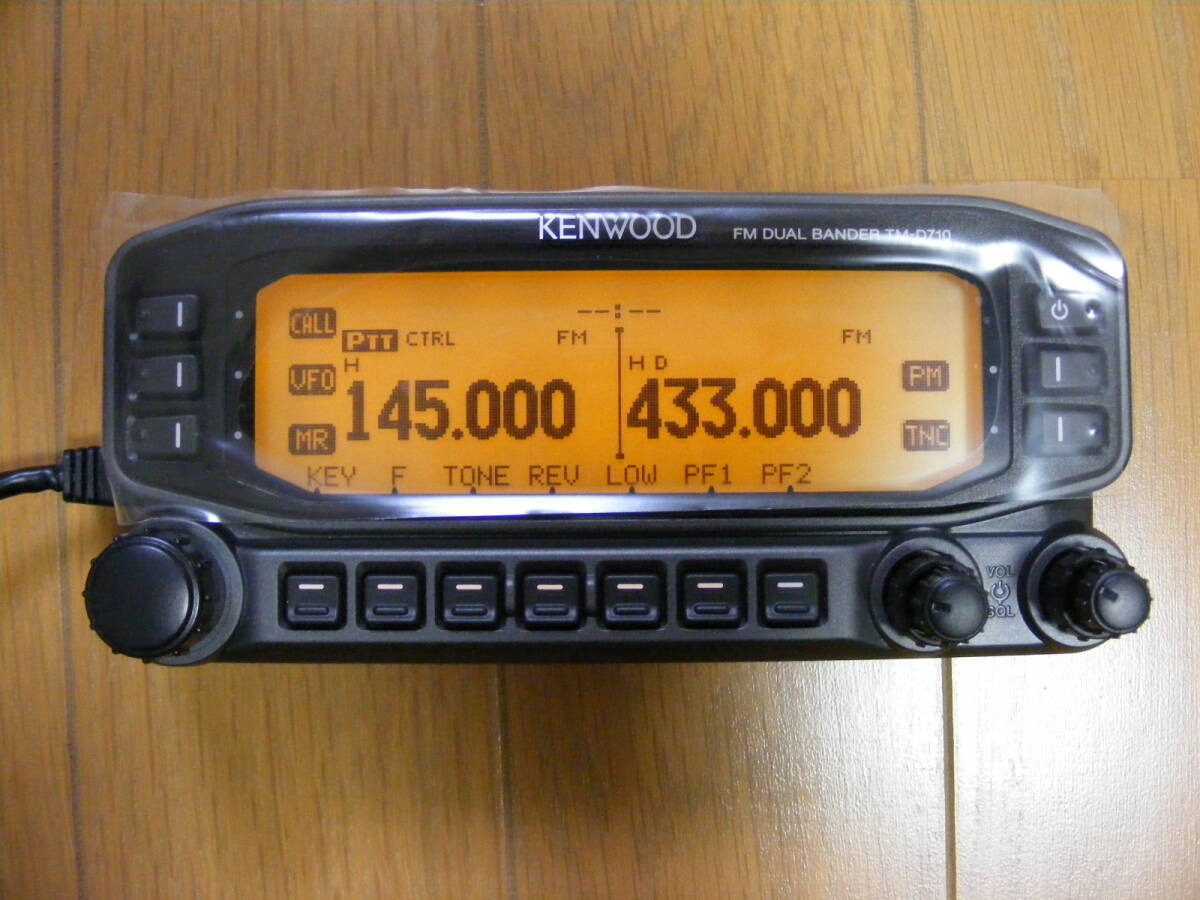 KENWOOD FM DUAL BANDER TM-D710
--:--
CALL PTT CTRL FM FM
H H D
VFO PM
145.000 433.000
MR TNC
KEY F TONE REV LOW PF1 PF2
VOL
SQL